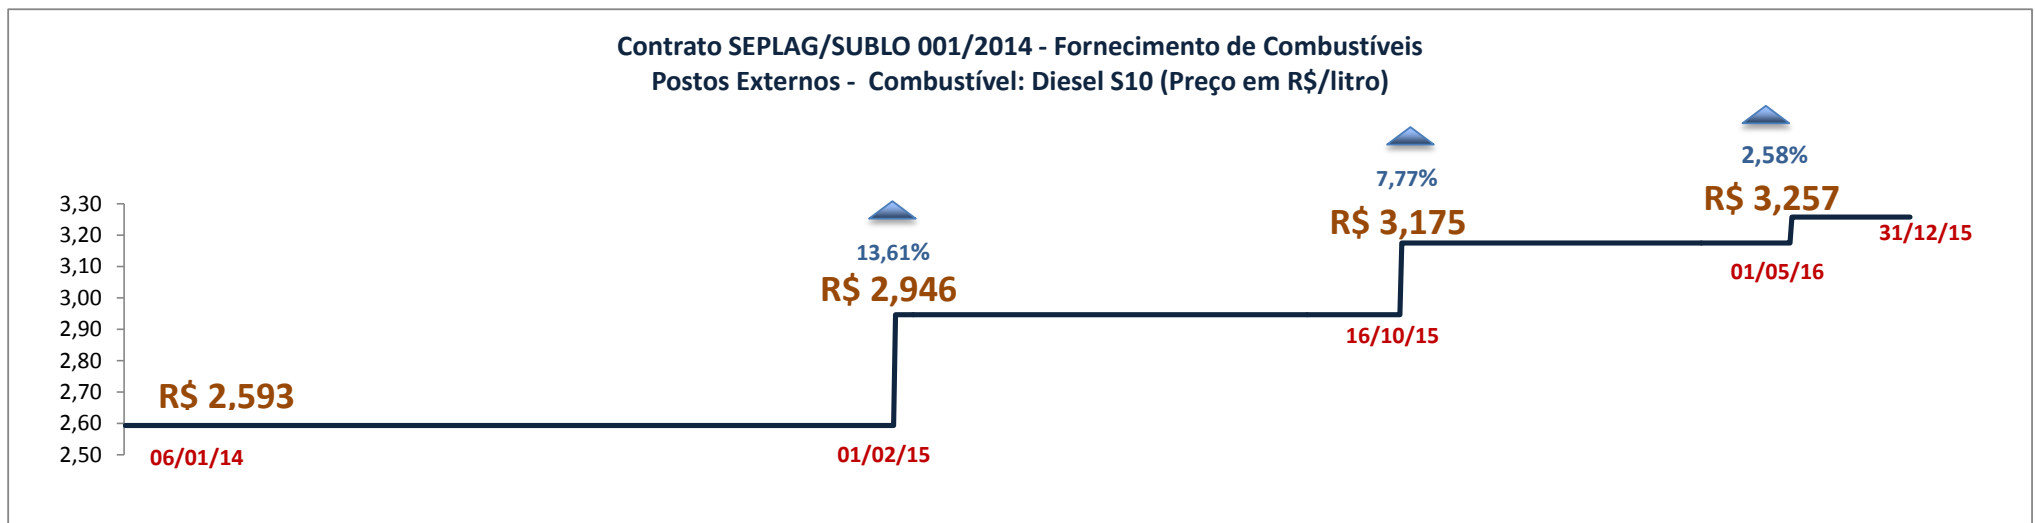 Contrato SEPLAG/SUBLO 001/2014 - Fornecimento de Combustíveis
Postos Externos - Combustível: Diesel S10 (Preço em R$/litro)
2,58%
7,77%
R$ 3,257
3,30
R$ 3,175
3,20
31/12/15
13,61%
3,10
01/05/16
R$ 2,946
3,00
2,90
16/10/15
2,80
2,70
R$ 2,593
2,60
2,50
06/01/14
01/02/15